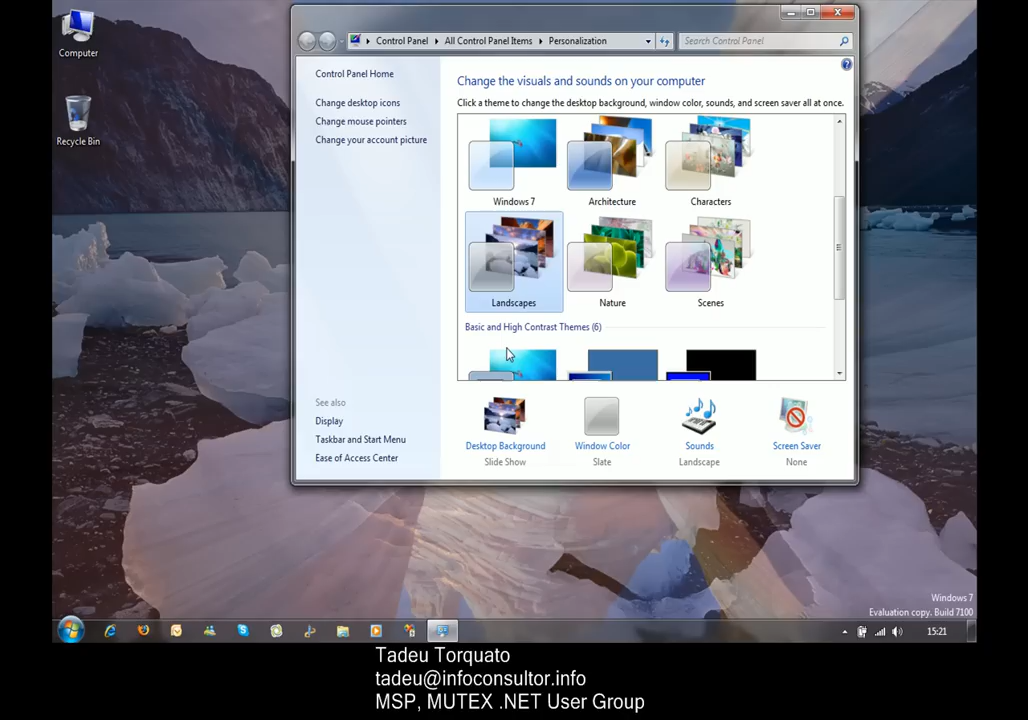 Computer
Recycle Bin
Control Panel All Control Panel Items Personalization
Search Control Panel
Control Panel Home
Change desktop icons
Change mouse pointers
Change your account picture
See also
Display
Taskbar and Start Menu
Ease of Access Center
Change the visuals and sounds on your computer
Click a theme to change the desktop background, window color, sounds, and screen saver all at once.
Windows 7
Architecture
Characters
Landscapes
Nature
Scenes
Basic and High Contrast Themes (6)
Desktop Background
Slide Show
Window Color
Slate
Sounds
Landscape
Screen Saver
None
Windows 7
Evaluation copy. Build 7100
15:21
Tadeu Torquato
tadeu@infoconsultor.info
MSP, MUTEX .NET User Group